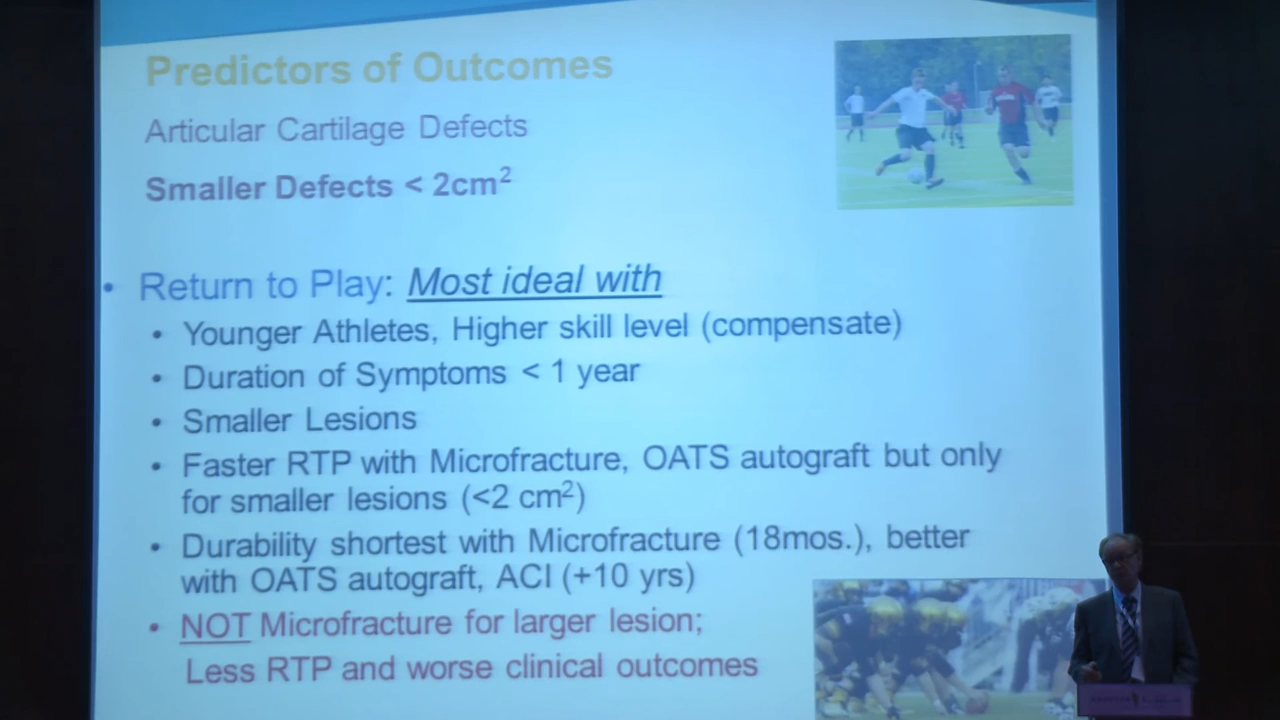 Predictors of Outcomes
Articular Cartilage Defects
Smaller Defects < 2cm²
• Return to Play: Most ideal with
• Younger Athletes, Higher skill level (compensate)
• Duration of Symptoms < 1 year
• Smaller Lesions
• Faster RTP with Microfracture, OATS autograft but only
for smaller lesions (<2 cm²)
• Durability shortest with Microfracture (18mos.), better
with OATS autograft, ACI (+10 yrs)
• NOT Microfracture for larger lesion;
Less RTP and worse clinical outcomes